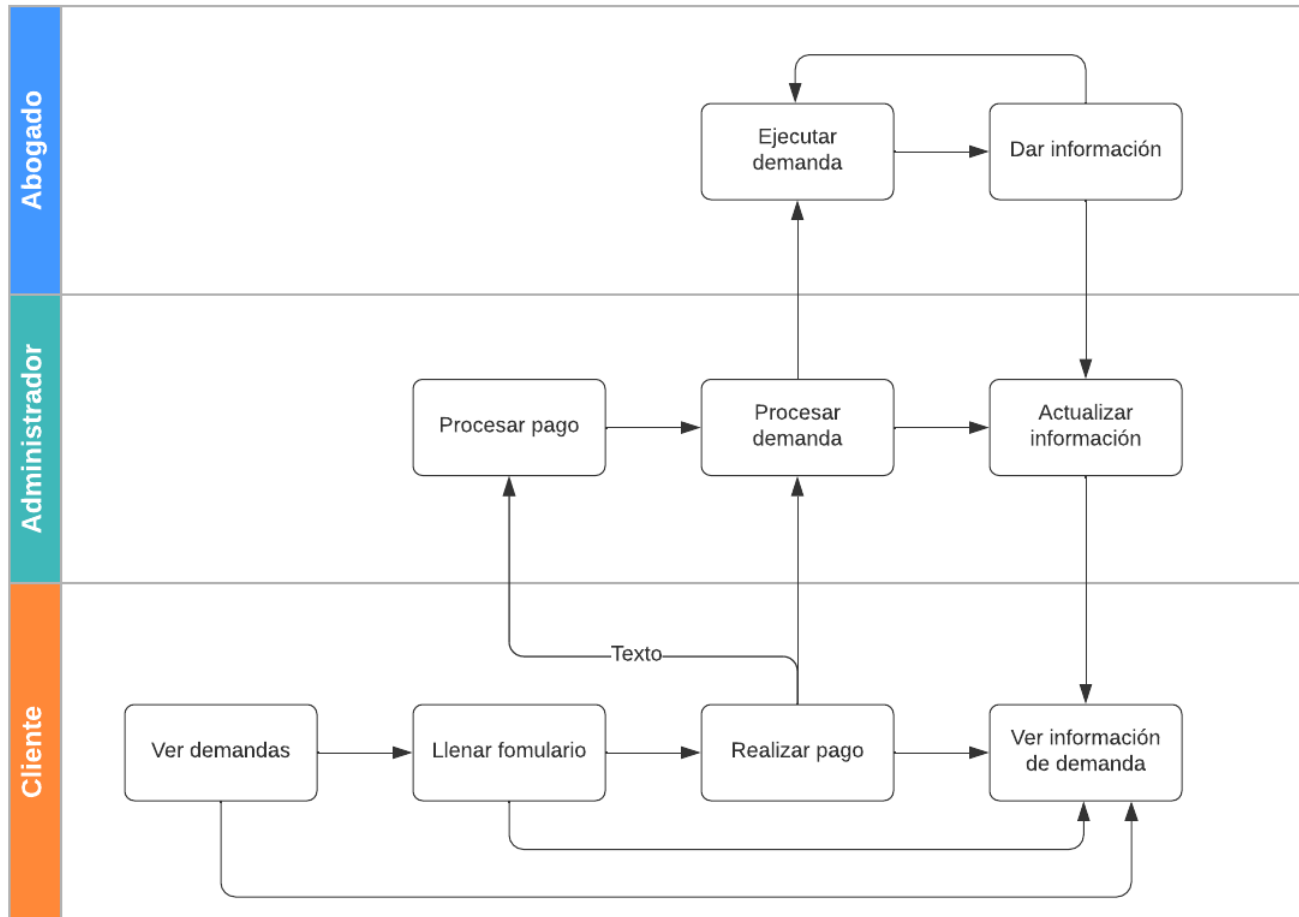 Abogado
Ejecutar
demanda
Dar información
Administrador
Procesar pago
Procesar
demanda
Actualizar
información
Cliente
Texto
Ver demandas
Llenar fomulario
Realizar pago
Ver información
de demanda